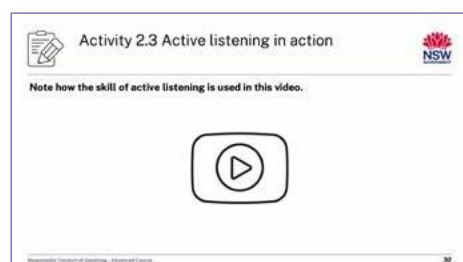 Activity 2.3 Active listening in action
NSW
GOVERNMENT
Note how the skill of active listening is used in this video.
Responsible Conduct of Gambling - Advanced Course
32